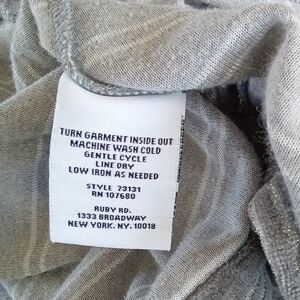 TURN GARMENT INSIDE OUT
MACHINE WASH COLD
GENTLE CYCLE
LINE DRY
LOW IRON AS NEEDED
STYLE 73131
RN 107680
RUBY RD.
1333 BROADWAY
NEW YORK. NY. 10018